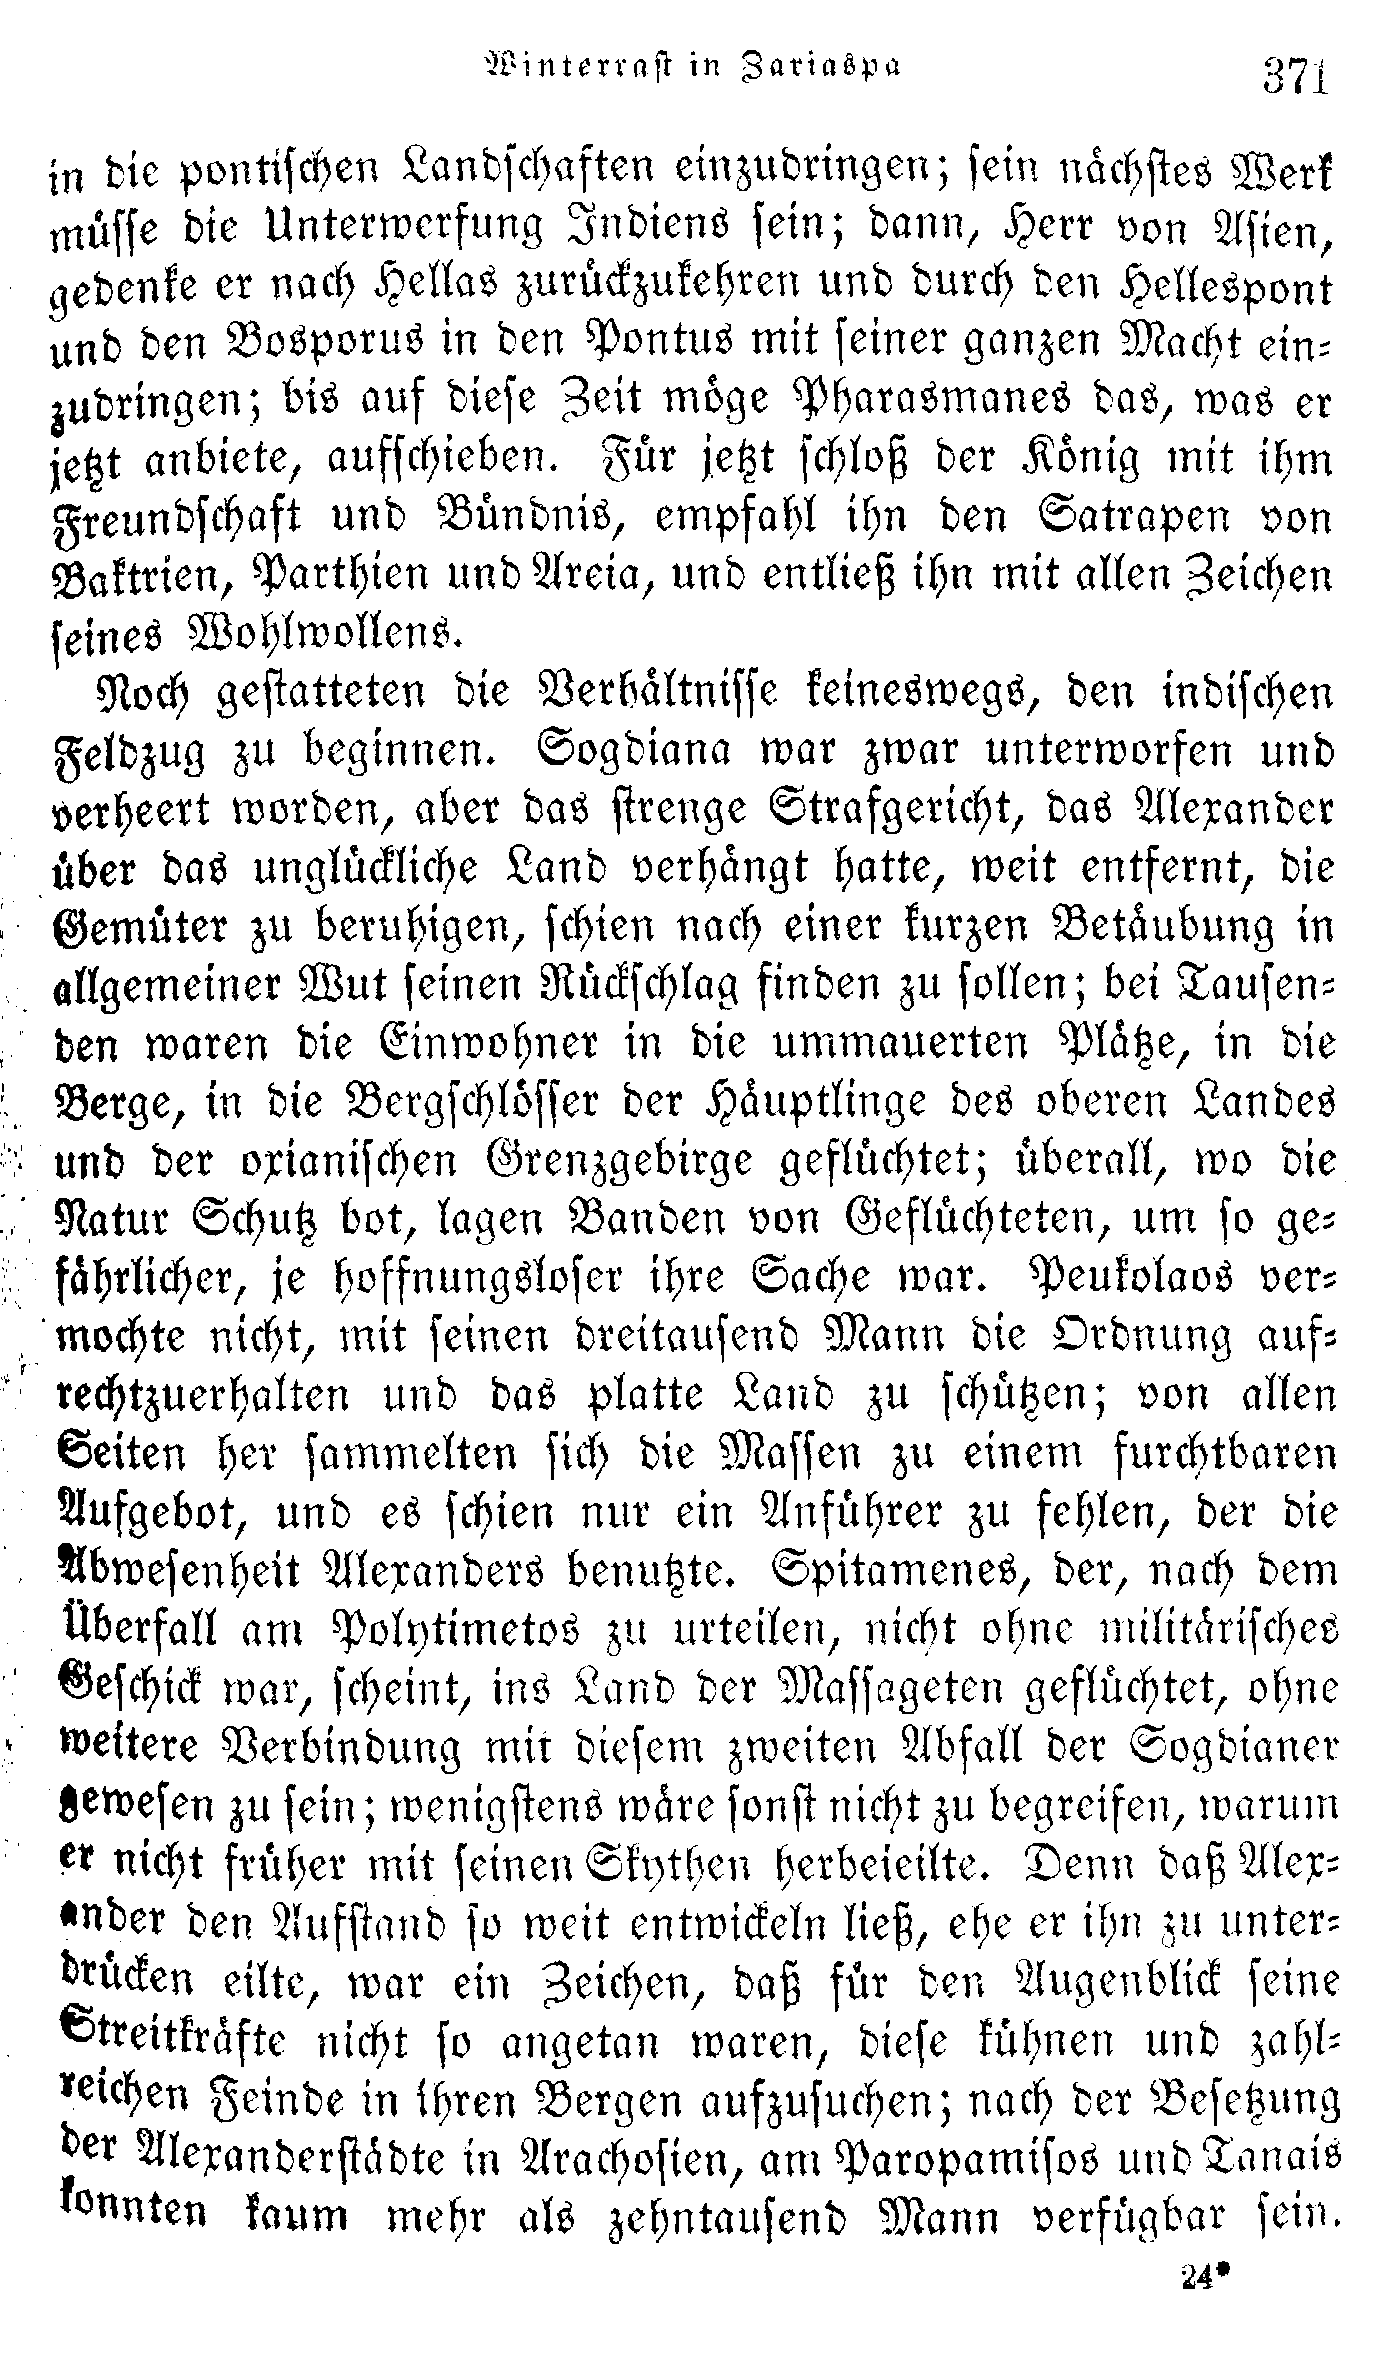 Winterrast in Zariaspa 371
in die pontischen Landschaften einzudringen; sein nächstes Werk
müsse die Unterwerfung Indiens sein; dann, Herr von Asien,
gedenke er nach Hellas zurückzukehren und durch den Hellespont
und den Bosporus in den Pontus mit seiner ganzen Macht ein-
zudringen; bis auf diese Zeit möge Pharasmanes das, was er
jetzt anbiete, aufschieben. Für jetzt schloß der König mit ihm
Freundschaft und Bündnis, empfahl ihn den Satrapen von
Baktrien, Parthien und Areia, und entließ ihn mit allen Zeichen
seines Wohlwollens.
Noch gestatteten die Verhältnisse keineswegs, den indischen
Feldzug zu beginnen. Sogdiana war zwar unterworfen und
verheert worden, aber das strenge Strafgericht, das Alexander
über das unglückliche Land verhängt hatte, weit entfernt, die
Gemüter zu beruhigen, schien nach einer kurzen Betäubung in
allgemeiner Wut seinen Rückschlag finden zu sollen; bei Tausen-
den waren die Einwohner in die ummauerten Plätze, in die
Berge, in die Bergschlösser der Häuptlinge des oberen Landes
und der oxianischen Grenzgebirge geflüchtet; überall, wo die
Natur Schutz bot, lagen Banden von Geflüchteten, um so ge-
fährlicher, je hoffnungsloser ihre Sache war. Peukolaos ver-
mochte nicht, mit seinen dreitausend Mann die Ordnung auf-
rechtzuerhalten und das platte Land zu schützen; von allen
Seiten her sammelten sich die Massen zu einem furchtbaren
Aufgebot, und es schien nur ein Anführer zu fehlen, der die
Abwesenheit Alexanders benutzte. Spitamenes, der, nach dem
Überfall am Polytimetos zu urteilen, nicht ohne militärisches
Geschick war, scheint, ins Land der Massageten geflüchtet, ohne
weitere Verbindung mit diesem zweiten Abfall der Sogdianer
gewesen zu sein; wenigstens wäre sonst nicht zu begreifen, warum
er nicht früher mit seinen Skythen herbeieilte. Denn daß Alex-
ander den Aufstand so weit entwickeln ließ, ehe er ihn zu unter-
drücken eilte, war ein Zeichen, daß für den Augenblick seine
Streitkräfte nicht so angetan waren, diese kühnen und zahl-
reichen Feinde in ihren Bergen aufzusuchen; nach der Besetzung
der Alexanderstädte in Arachosien, am Paropamisos und Tanais
konnten kaum mehr als zehntausend Mann verfügbar sein.
24*